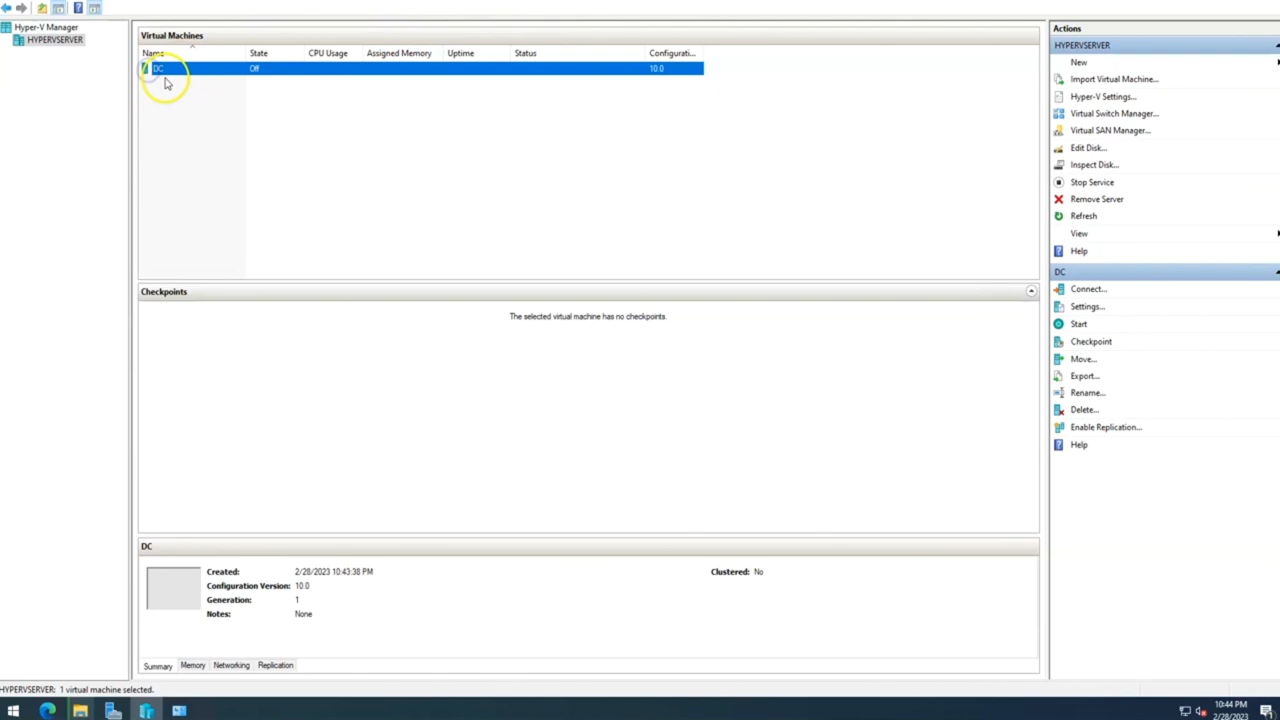 Hyper-V Manager
HYPERVSERVER
Virtual Machines
Name State CPU Usage Assigned Memory Uptime Status Configurati...
DC Off 10.0
Checkpoints
The selected virtual machine has no checkpoints.
DC
Created: 2/28/2023 10:43:38 PM Clustered: No
Configuration Version: 10.0
Generation: 1
Notes: None
Summary Memory Networking Replication
Actions
HYPERVSERVER
New
Import Virtual Machine...
Hyper-V Settings...
Virtual Switch Manager...
Virtual SAN Manager...
Edit Disk...
Inspect Disk...
Stop Service
Remove Server
Refresh
View
Help
DC
Connect...
Settings...
Start
Checkpoint
Move...
Export...
Rename...
Delete...
Enable Replication...
Help
HYPERVSERVER: 1 virtual machine selected.
10:44 PM
2/28/2023